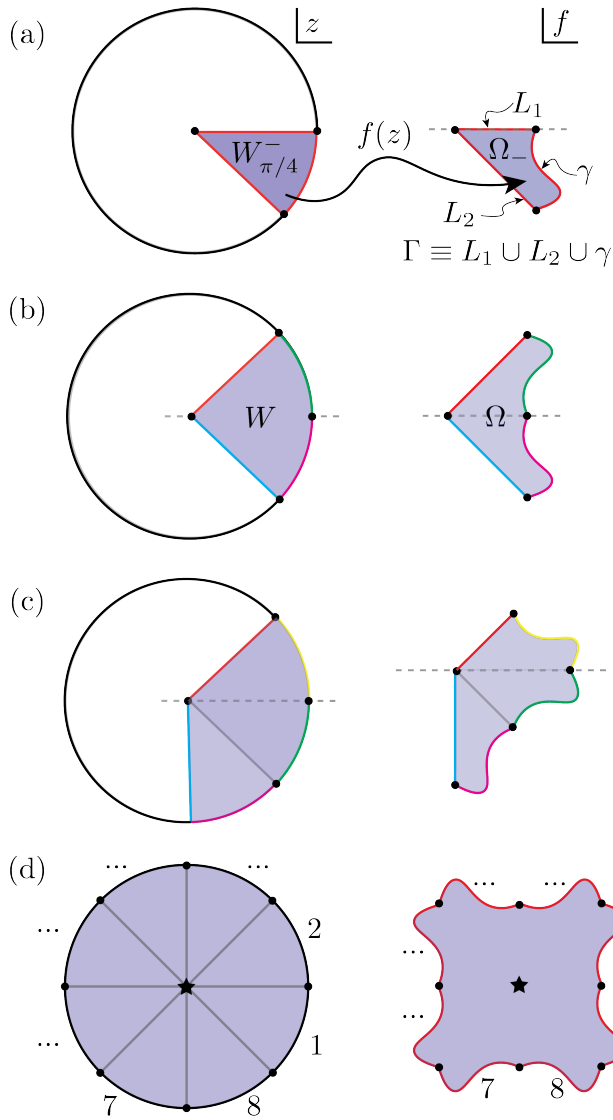 (a)
z
f
W⁻_{π/4}
f(z)
L₁
Ω₋
γ
L₂
Γ ≡ L₁ ∪ L₂ ∪ γ
(b)
W
Ω
(c)
(d)
... ...
... 2
... 1
7 8
... ...
...
...
7 8